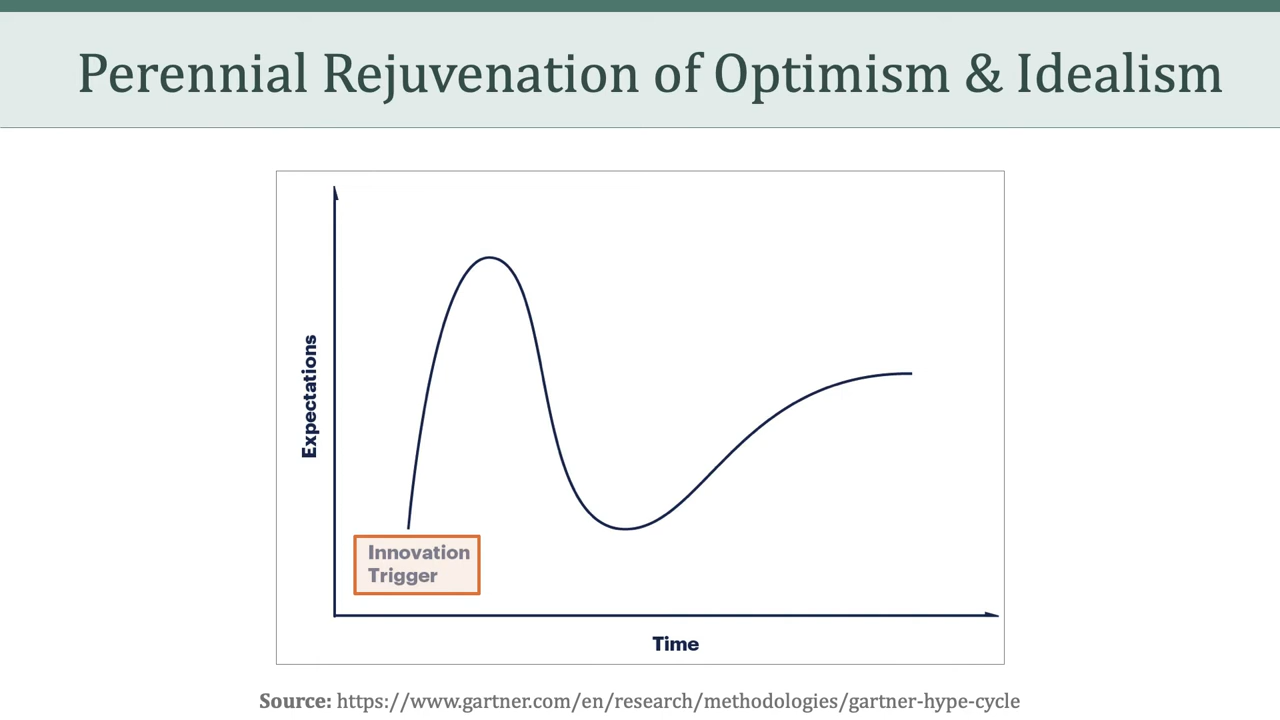 Perennial Rejuvenation of Optimism & Idealism
Expectations
Innovation
Trigger
Time
Source: https://www.gartner.com/en/research/methodologies/gartner-hype-cycle